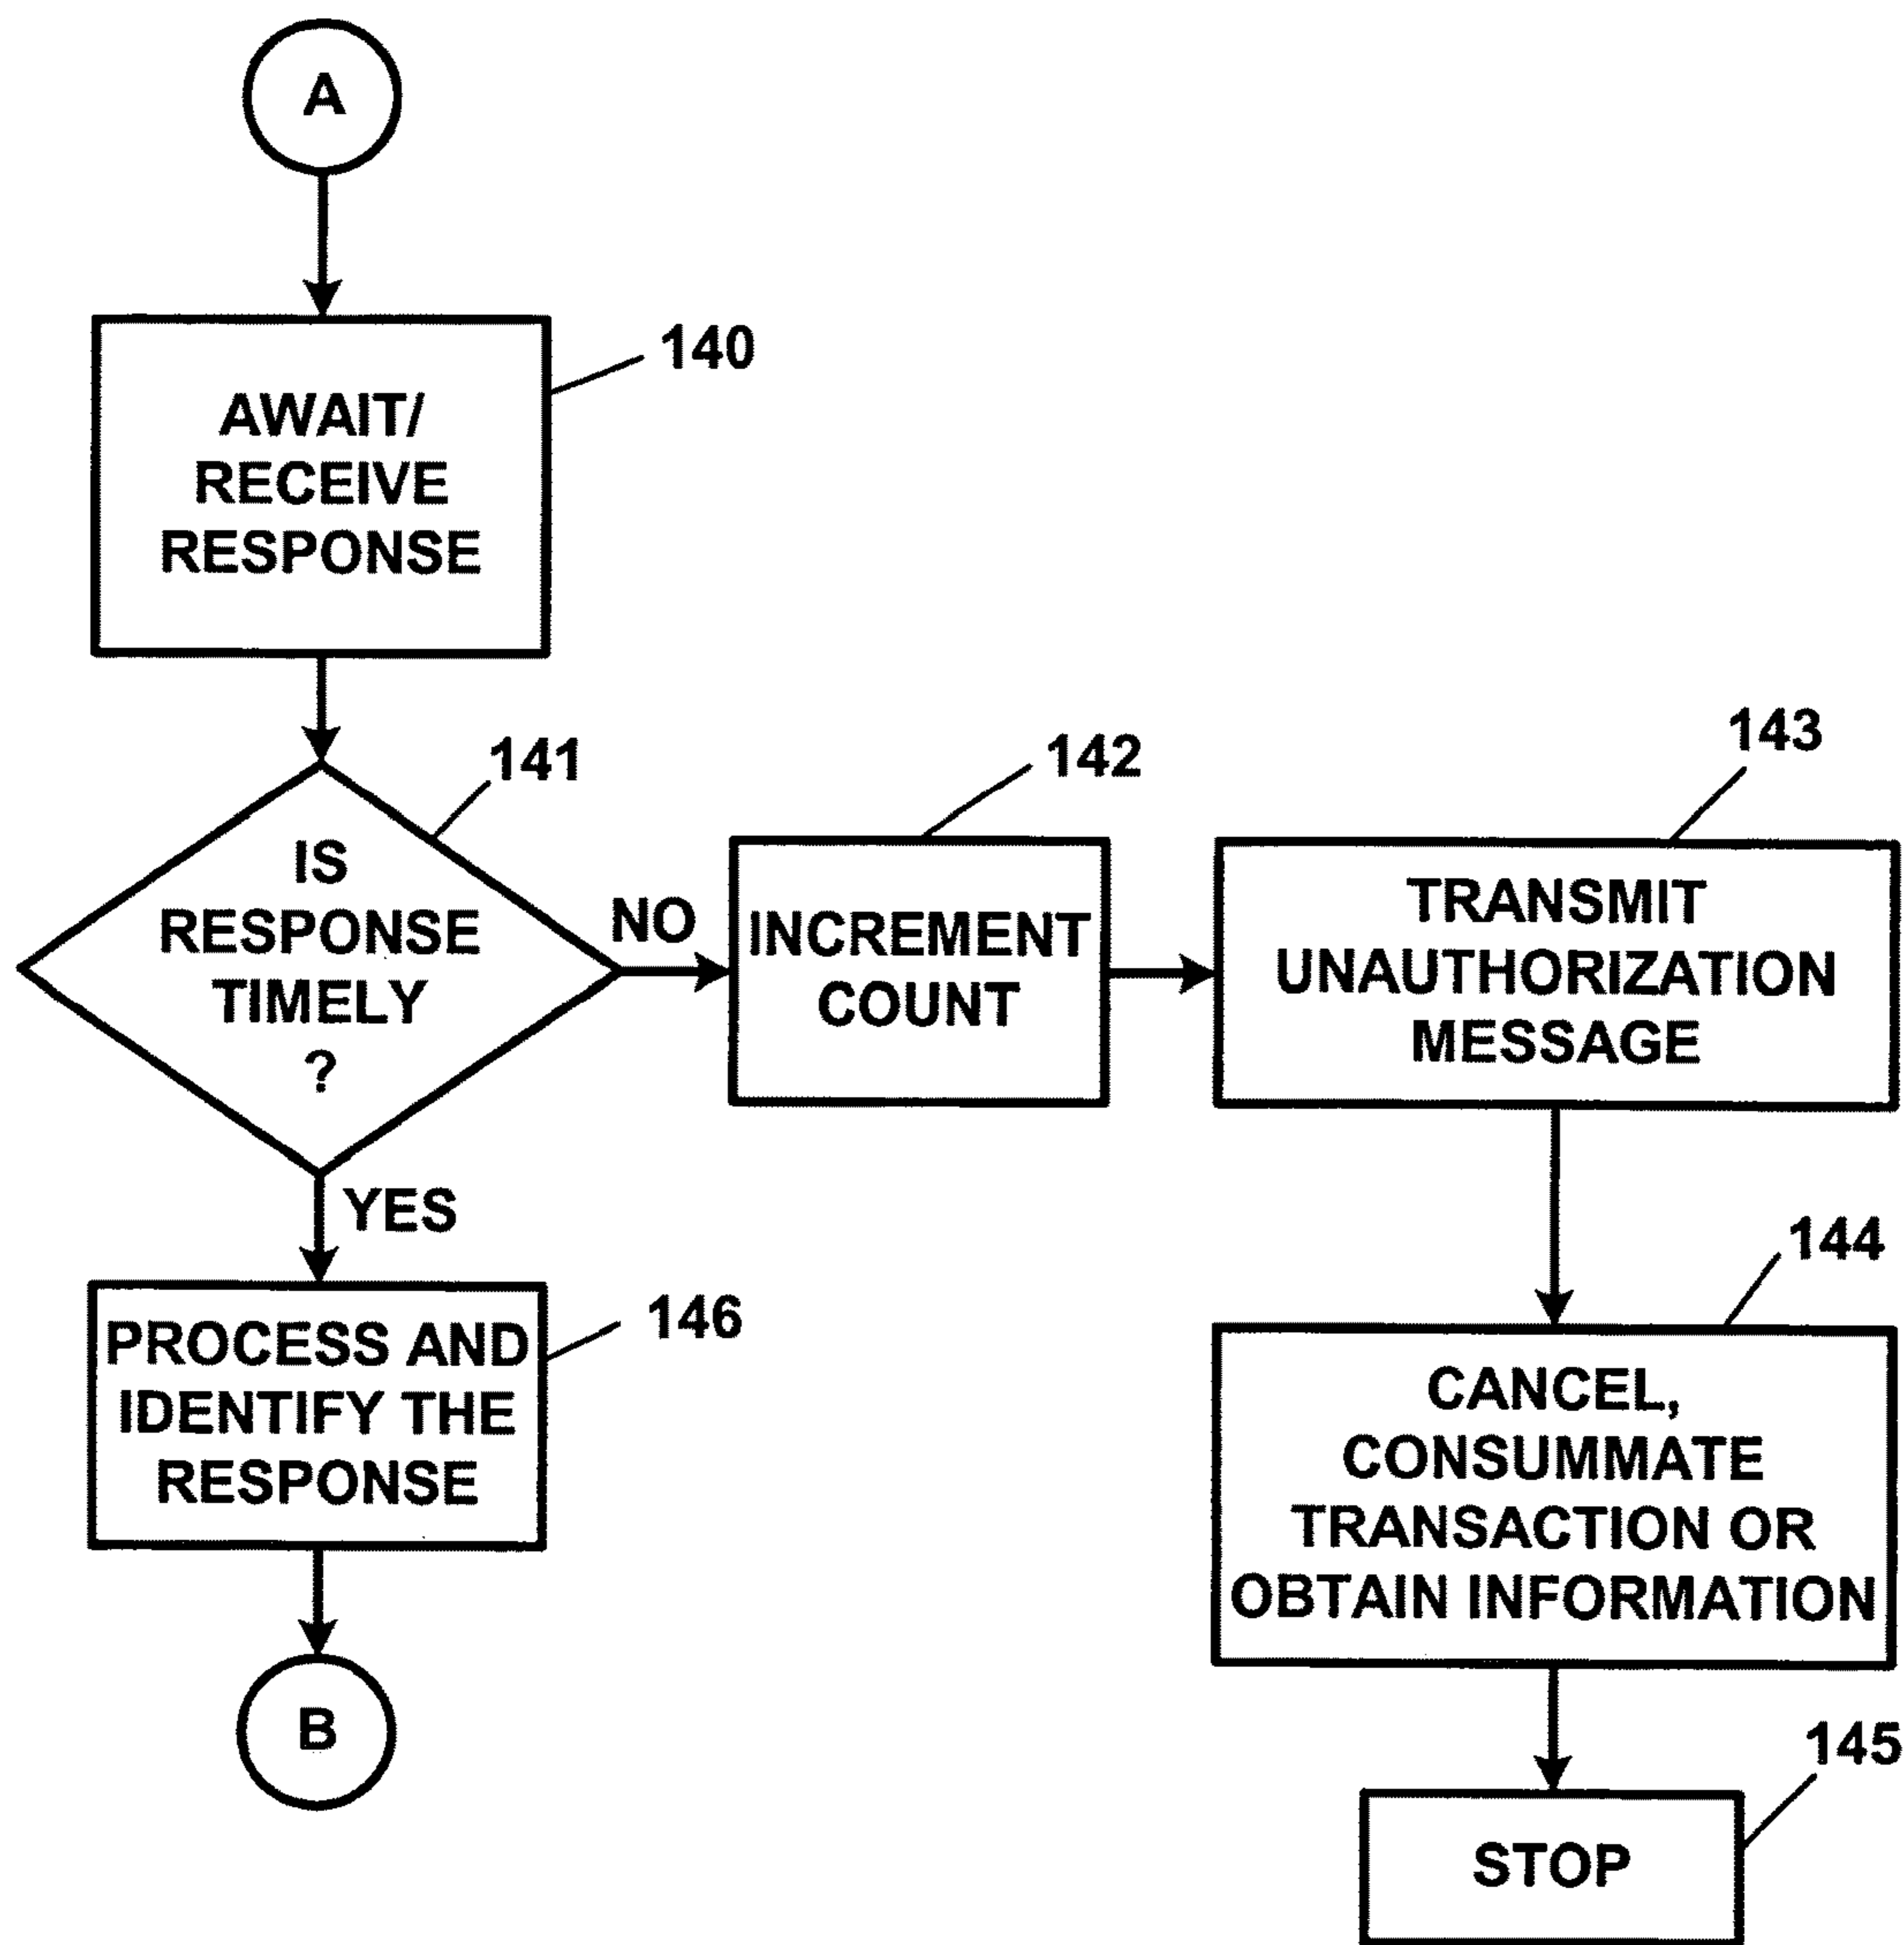 A
140
AWAIT/
RECEIVE
RESPONSE
141
IS
RESPONSE
TIMELY
?
NO
142
INCREMENT
COUNT
143
TRANSMIT
UNAUTHORIZATION
MESSAGE
YES
146
PROCESS AND
IDENTIFY THE
RESPONSE
B
144
CANCEL,
CONSUMMATE
TRANSACTION OR
OBTAIN INFORMATION
145
STOP